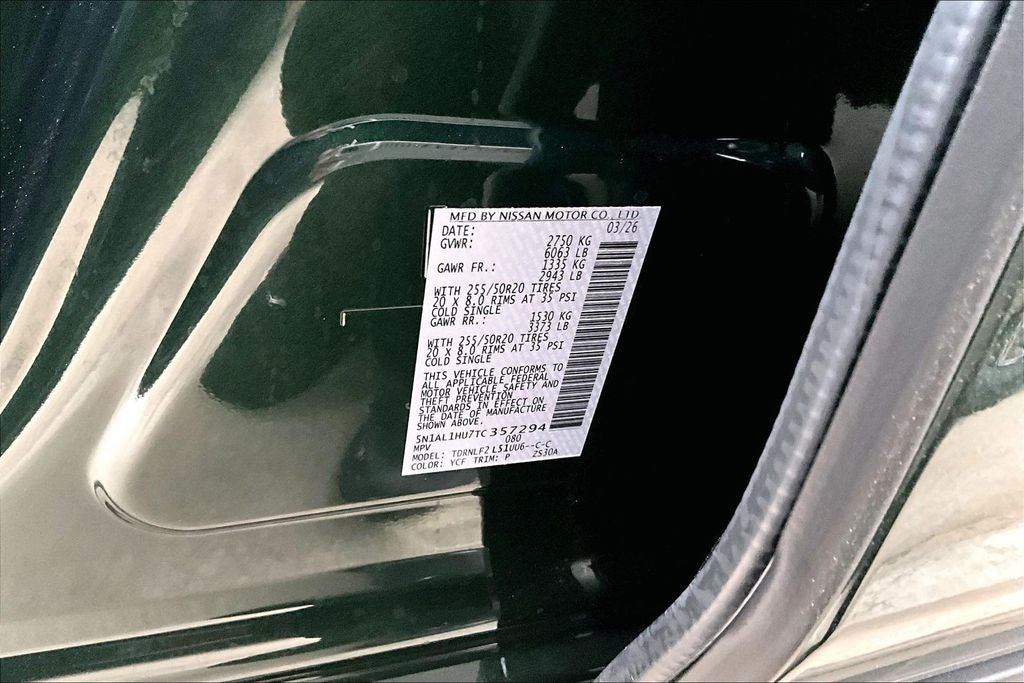 MFD BY NISSAN MOTOR CO., LTD
DATE: 03/26
GVWR: 2750 KG
6063 LB
GAWR FR.: 1335 KG
2943 LB
WITH 255/50R20 TIRES
20 X 8.0 RIMS AT 35 PSI
COLD SINGLE
GAWR RR.: 1530 KG
3373 LB
WITH 255/50R20 TIRES
20 X 8.0 RIMS AT 35 PSI
COLD SINGLE
THIS VEHICLE CONFORMS TO
ALL APPLICABLE FEDERAL
MOTOR VEHICLE SAFETY AND
THEFT PREVENTION
STANDARDS IN EFFECT ON
THE DATE OF MANUFACTURE
SHOWN ABOVE.
5N1AL1HU7TC357294
MPV 080
MODEL: TDRNLF2 L51UU6--C-C
COLOR: YCF TRIM: P ZS30A